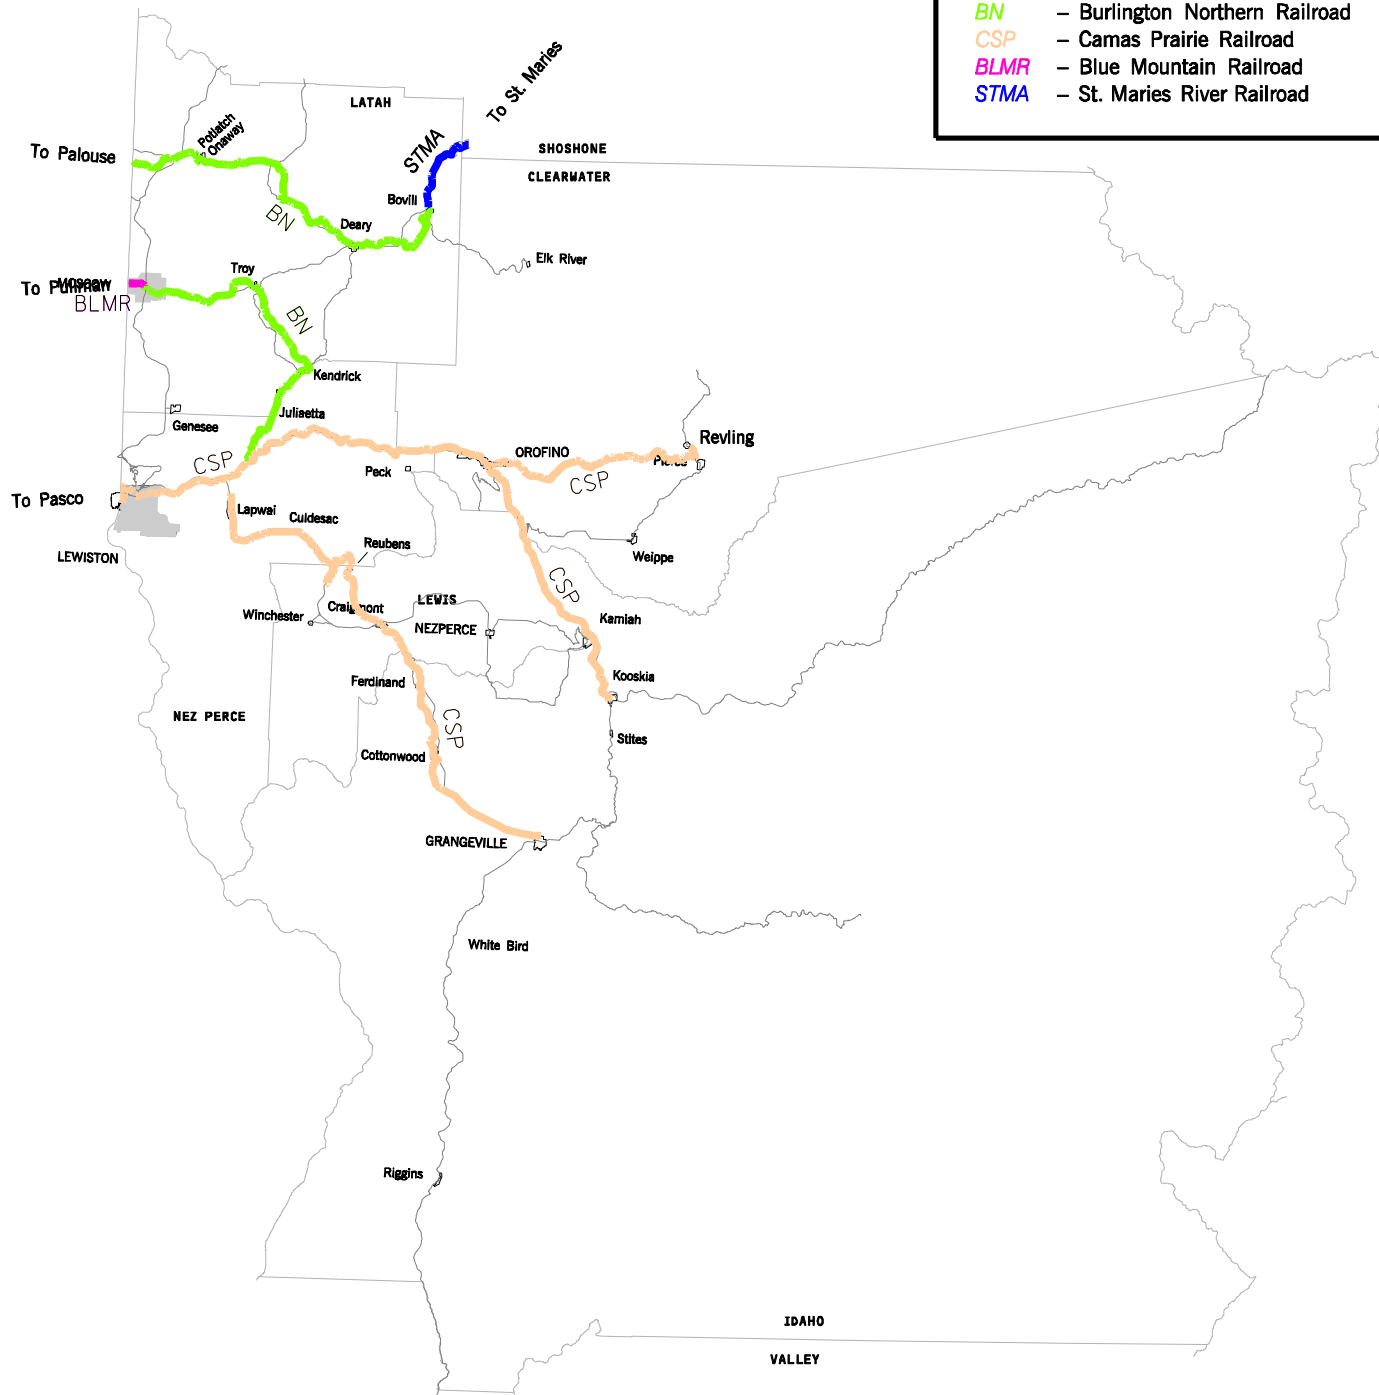 BN – Burlington Northern Railroad
CSP – Camas Prairie Railroad
BLMR – Blue Mountain Railroad
STMA – St. Maries River Railroad
To St. Maries
LATAH
Potlatch
Onaway
To Palouse
STMA
SHOSHONE
CLEARWATER
Bovill
BN
Deary
Elk River
Troy
Moscow
To Pullman
BLMR
BN
Kendrick
Juliaetta
Genesee
Revling
OROFINO
CSP
Pierce
Peck
CSP
To Pasco
Lapwai
Culdesac
Reubens
Weippe
LEWISTON
CSP
LEWIS
Craigmont
Winchester
NEZPERCE
Kamiah
Kooskia
Ferdinand
NEZ PERCE
CSP
Stites
Cottonwood
GRANGEVILLE
White Bird
Riggins
IDAHO
VALLEY